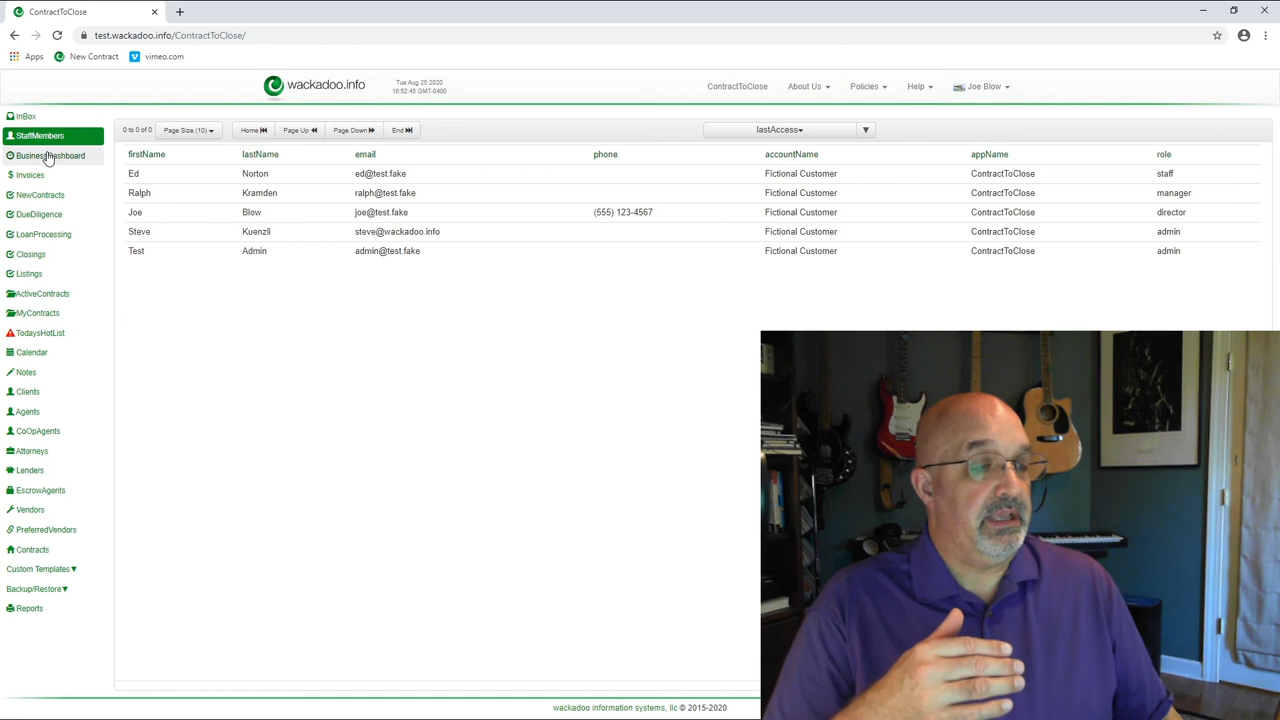 ContractToClose
test.wackadoo.info/ContractToClose/
Apps New Contract vimeo.com
wackadoo.info
Tue Aug 25 2020
16:52:45 GMT-0400
ContractToClose About Us Policies Help Joe Blow
InBox
StaffMembers
BusinessDashboard
Invoices
NewContracts
DueDiligence
LoanProcessing
Closings
Listings
ActiveContracts
MyContracts
TodaysHotList
Calendar
Notes
Clients
Agents
CoOpAgents
Attorneys
Lenders
EscrowAgents
Vendors
PreferredVendors
Contracts
Custom Templates
Backup/Restore
Reports
0 to 0 of 0 Page Size (10) Home Page Up Page Down End lastAccess
firstName lastName email phone accountName appName role
Ed Norton ed@test.fake Fictional Customer ContractToClose staff
Ralph Kramden ralph@test.fake Fictional Customer ContractToClose manager
Joe Blow joe@test.fake (555) 123-4567 Fictional Customer ContractToClose director
Steve Kuenzli steve@wackadoo.info Fictional Customer ContractToClose admin
Test Admin admin@test.fake Fictional Customer ContractToClose admin
wackadoo information systems, llc © 2015-2020